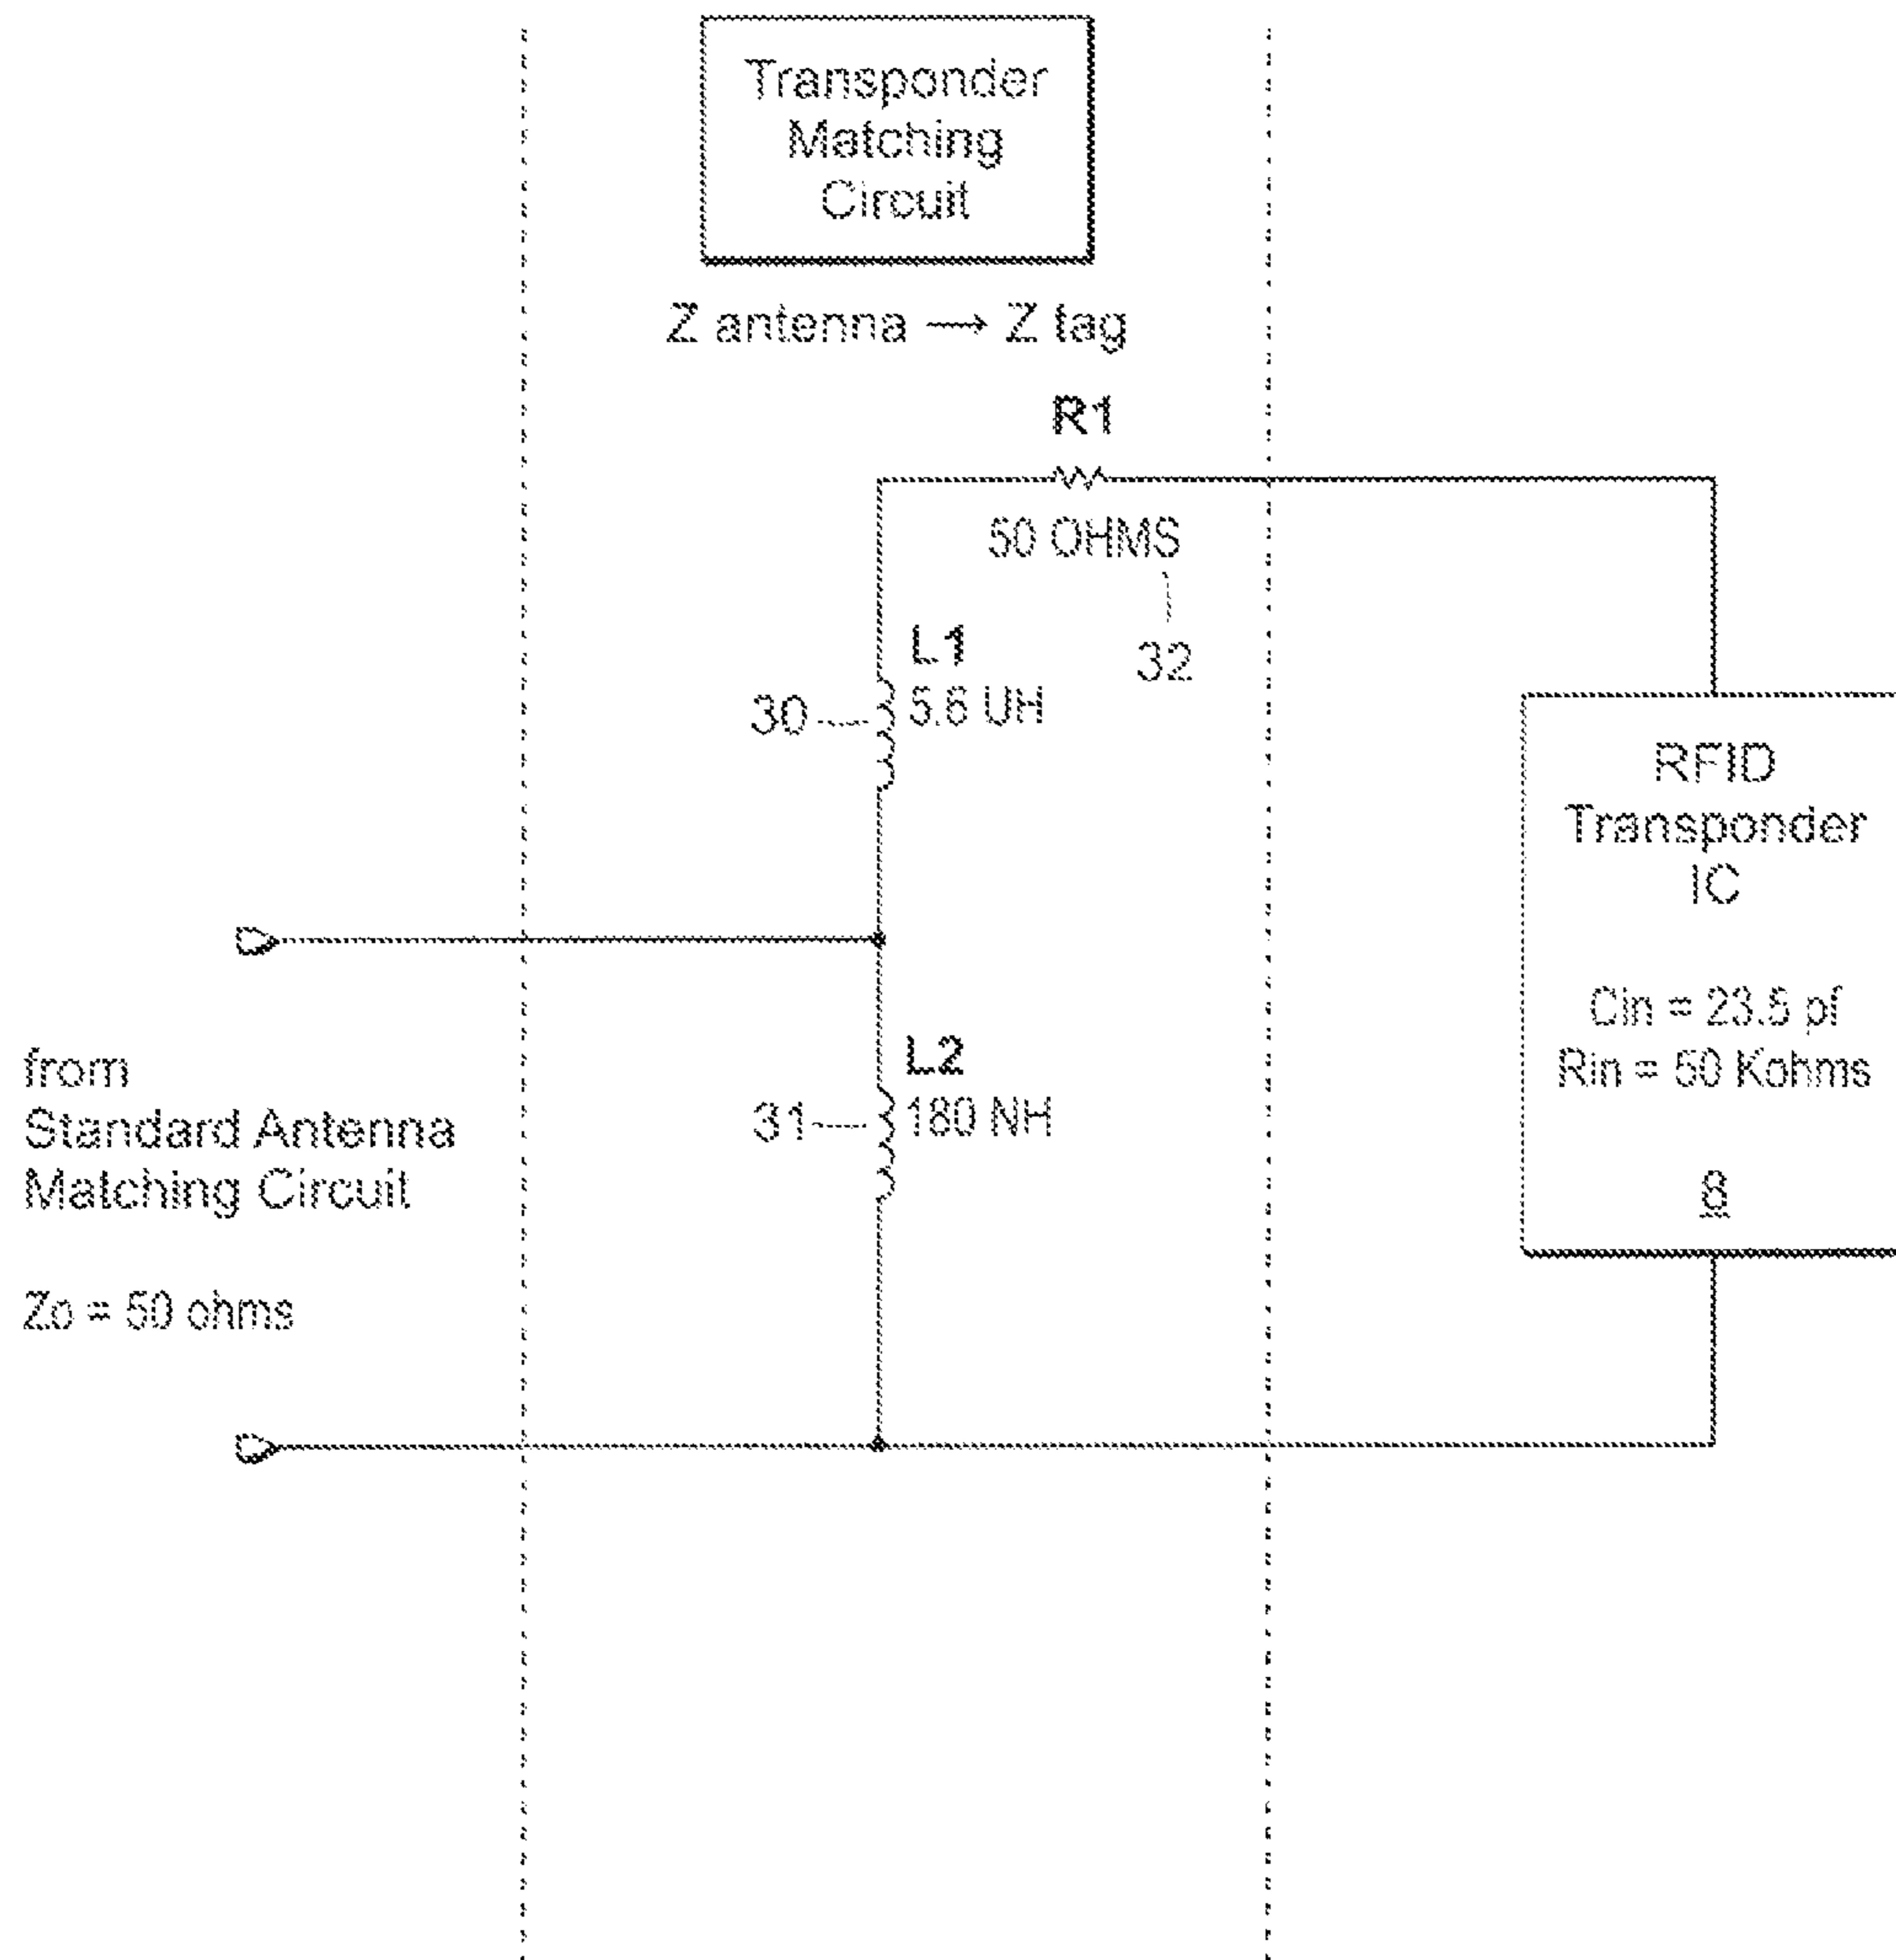 Transponder
Matching
Circuit
Z antenna → Z tag
R1
50 OHMS
32
L1
5.6 UH
30
RFID
Transponder
IC
Cin = 23.5 pf
Rin = 50 Kohms
8
L2
180 NH
31
from
Standard Antenna
Matching Circuit
Zo = 50 ohms